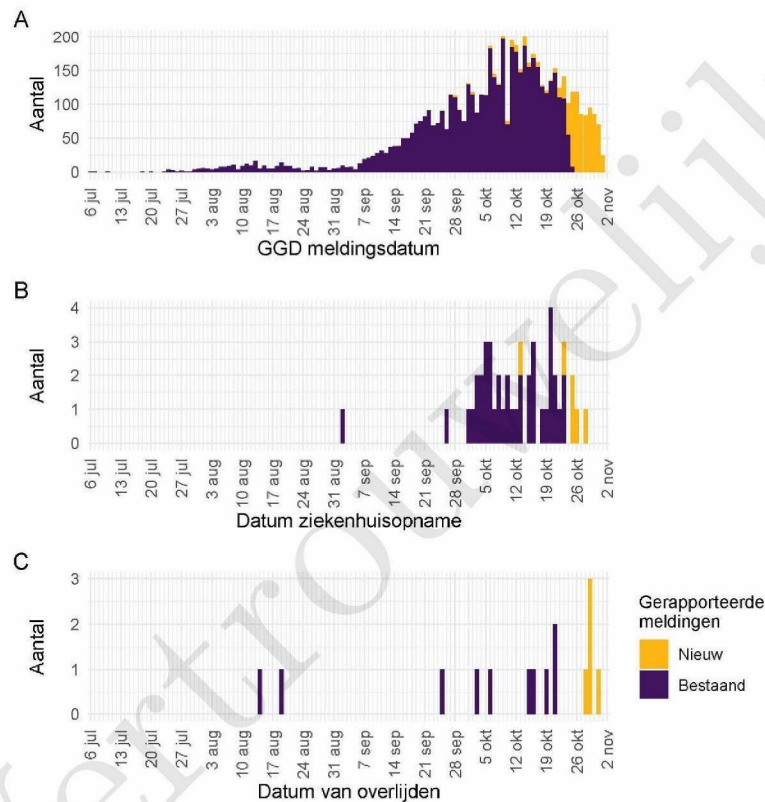 A
200
150
100
50
0
Aantal
6 jul
13 jul
20 jul
27 jul
3 aug
10 aug
17 aug
24 aug
31 aug
7 sep
14 sep
21 sep
28 sep
5 okt
12 okt
19 okt
26 okt
2 nov
GGD meldingsdatum
B
4
3
2
1
0
Aantal
6 jul
13 jul
20 jul
27 jul
3 aug
10 aug
17 aug
24 aug
31 aug
7 sep
14 sep
21 sep
28 sep
5 okt
12 okt
19 okt
26 okt
2 nov
Datum ziekenhuisopname
C
3
2
1
0
Aantal
6 jul
13 jul
20 jul
27 jul
3 aug
10 aug
17 aug
24 aug
31 aug
7 sep
14 sep
21 sep
28 sep
5 okt
12 okt
19 okt
26 okt
2 nov
Datum van overlijden
Gerapporteerde
meldingen
Nieuw
Bestaand